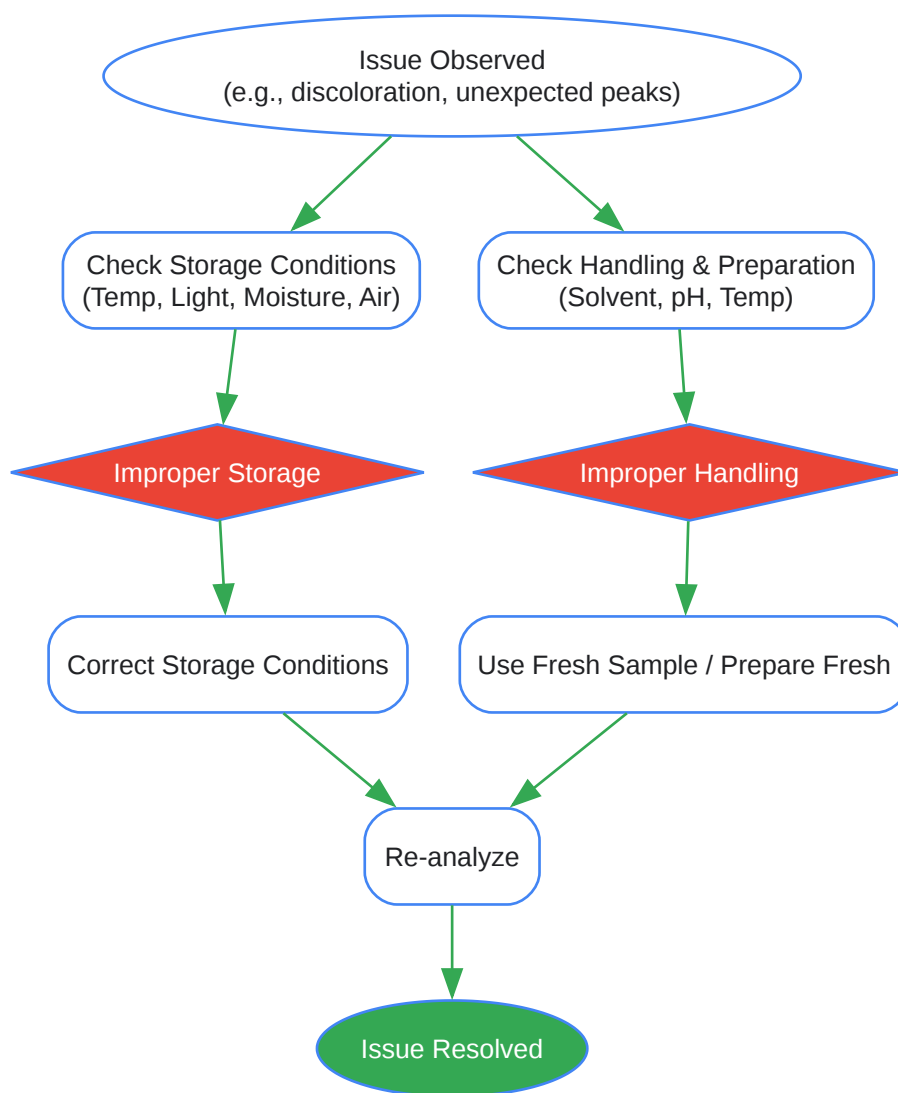 Issue Observed
(e.g., discoloration, unexpected peaks)
Check Storage Conditions
(Temp, Light, Moisture, Air)
Check Handling & Preparation
(Solvent, pH, Temp)
Improper Storage
Improper Handling
Correct Storage Conditions
Use Fresh Sample / Prepare Fresh
Re-analyze
Issue Resolved